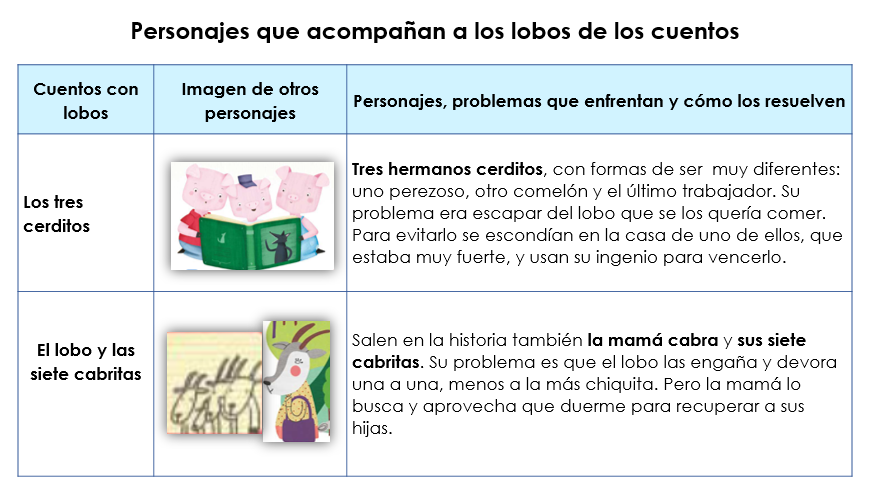 Personajes que acompañan a los lobos de los cuentos
Cuentos con
lobos
Imagen de otros
personajes
Personajes, problemas que enfrentan y cómo los resuelven
Los tres
cerditos
Tres hermanos cerditos, con formas de ser muy diferentes:
uno perezoso, otro comelón y el último trabajador. Su
problema era escapar del lobo que se los quería comer.
Para evitarlo se escondían en la casa de uno de ellos, que
estaba muy fuerte, y usan su ingenio para vencerlo.
El lobo y las
siete cabritas
Salen en la historia también la mamá cabra y sus siete
cabritas. Su problema es que el lobo las engaña y devora
una a una, menos a la más chiquita. Pero la mamá lo
busca y aprovecha que duerme para recuperar a sus
hijas.